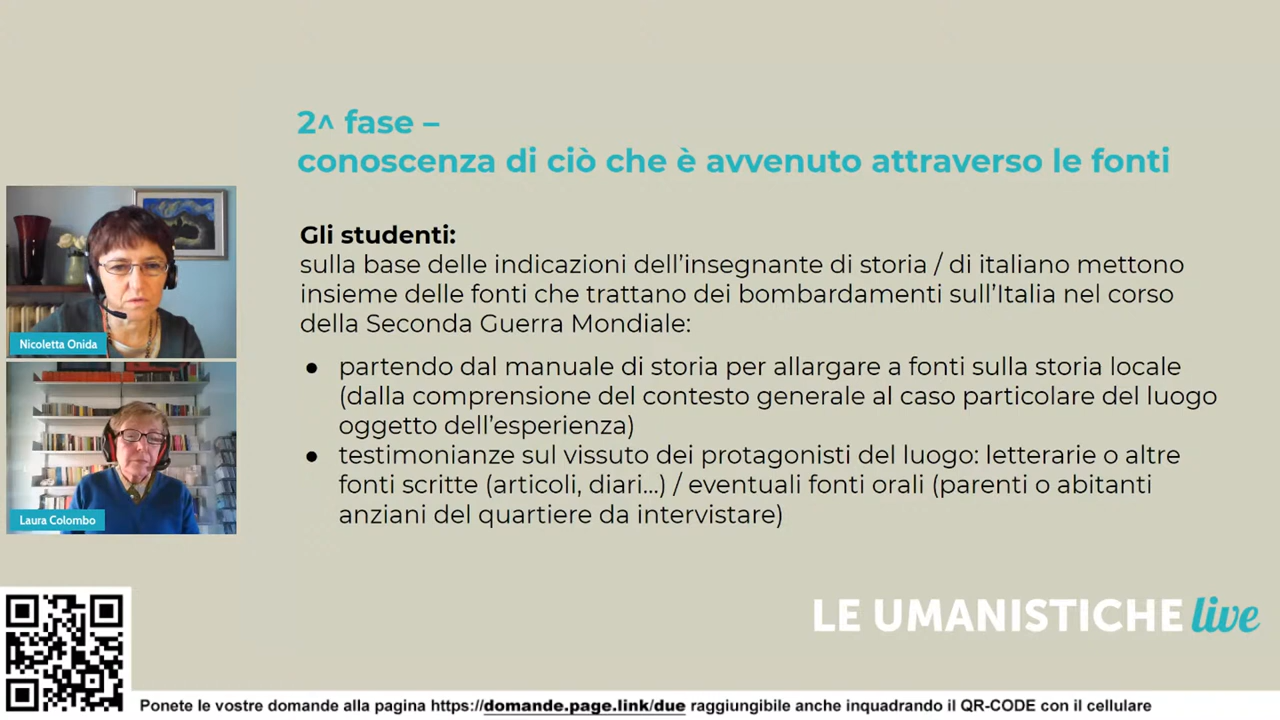 2^ fase –
conoscenza di ciò che è avvenuto attraverso le fonti
Gli studenti:
sulla base delle indicazioni dell'insegnante di storia / di italiano mettono
insieme delle fonti che trattano dei bombardamenti sull'Italia nel corso
della Seconda Guerra Mondiale:
● partendo dal manuale di storia per allargare a fonti sulla storia locale
(dalla comprensione del contesto generale al caso particolare del luogo
oggetto dell'esperienza)
● testimonianze sul vissuto dei protagonisti del luogo: letterarie o altre
fonti scritte (articoli, diari...) / eventuali fonti orali (parenti o abitanti
anziani del quartiere da intervistare)
Nicoletta Onida
Laura Colombo
LE UMANISTICHE live
Ponete le vostre domande alla pagina https://domande.page.link/due raggiungibile anche inquadrando il QR-CODE con il cellulare